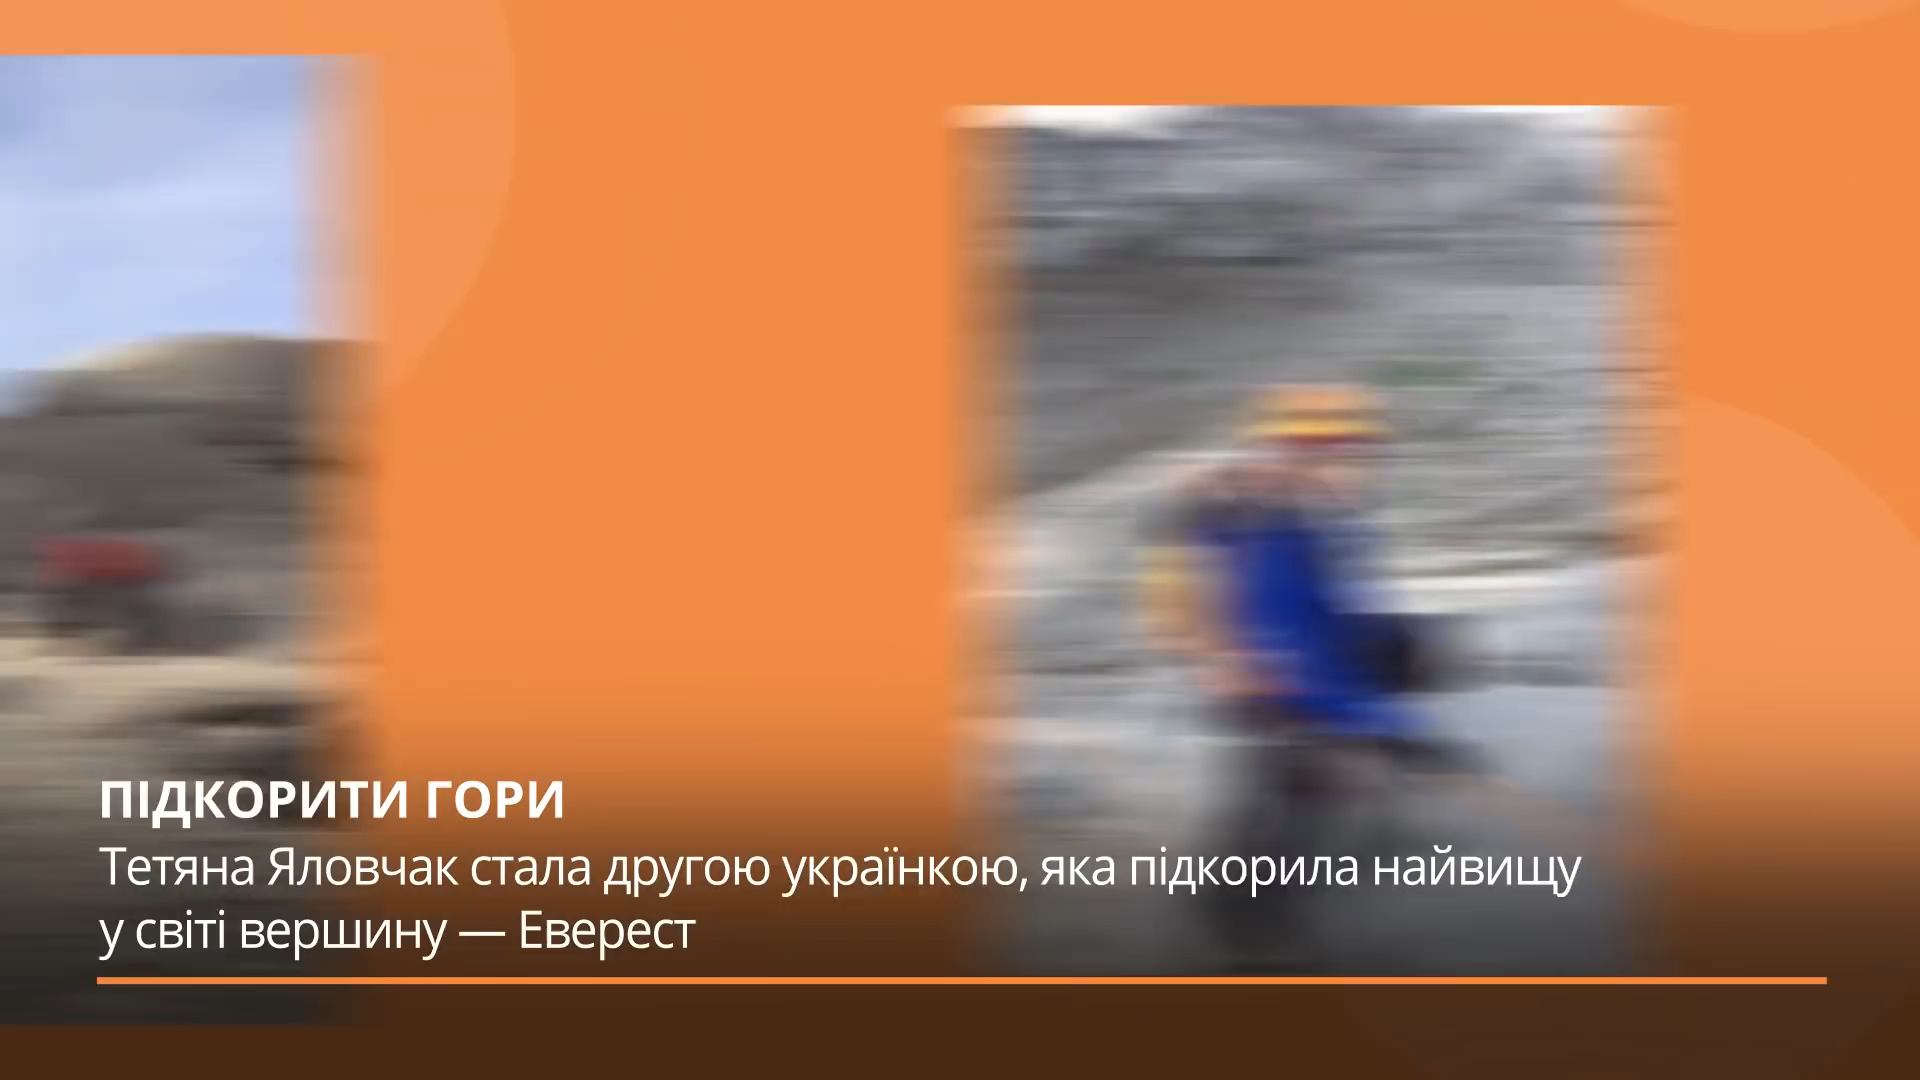 ПІДКОРИТИ ГОРИ
Тетяна Яловчак стала другою українкою, яка підкорила найвищу
у світі вершину — Еверест